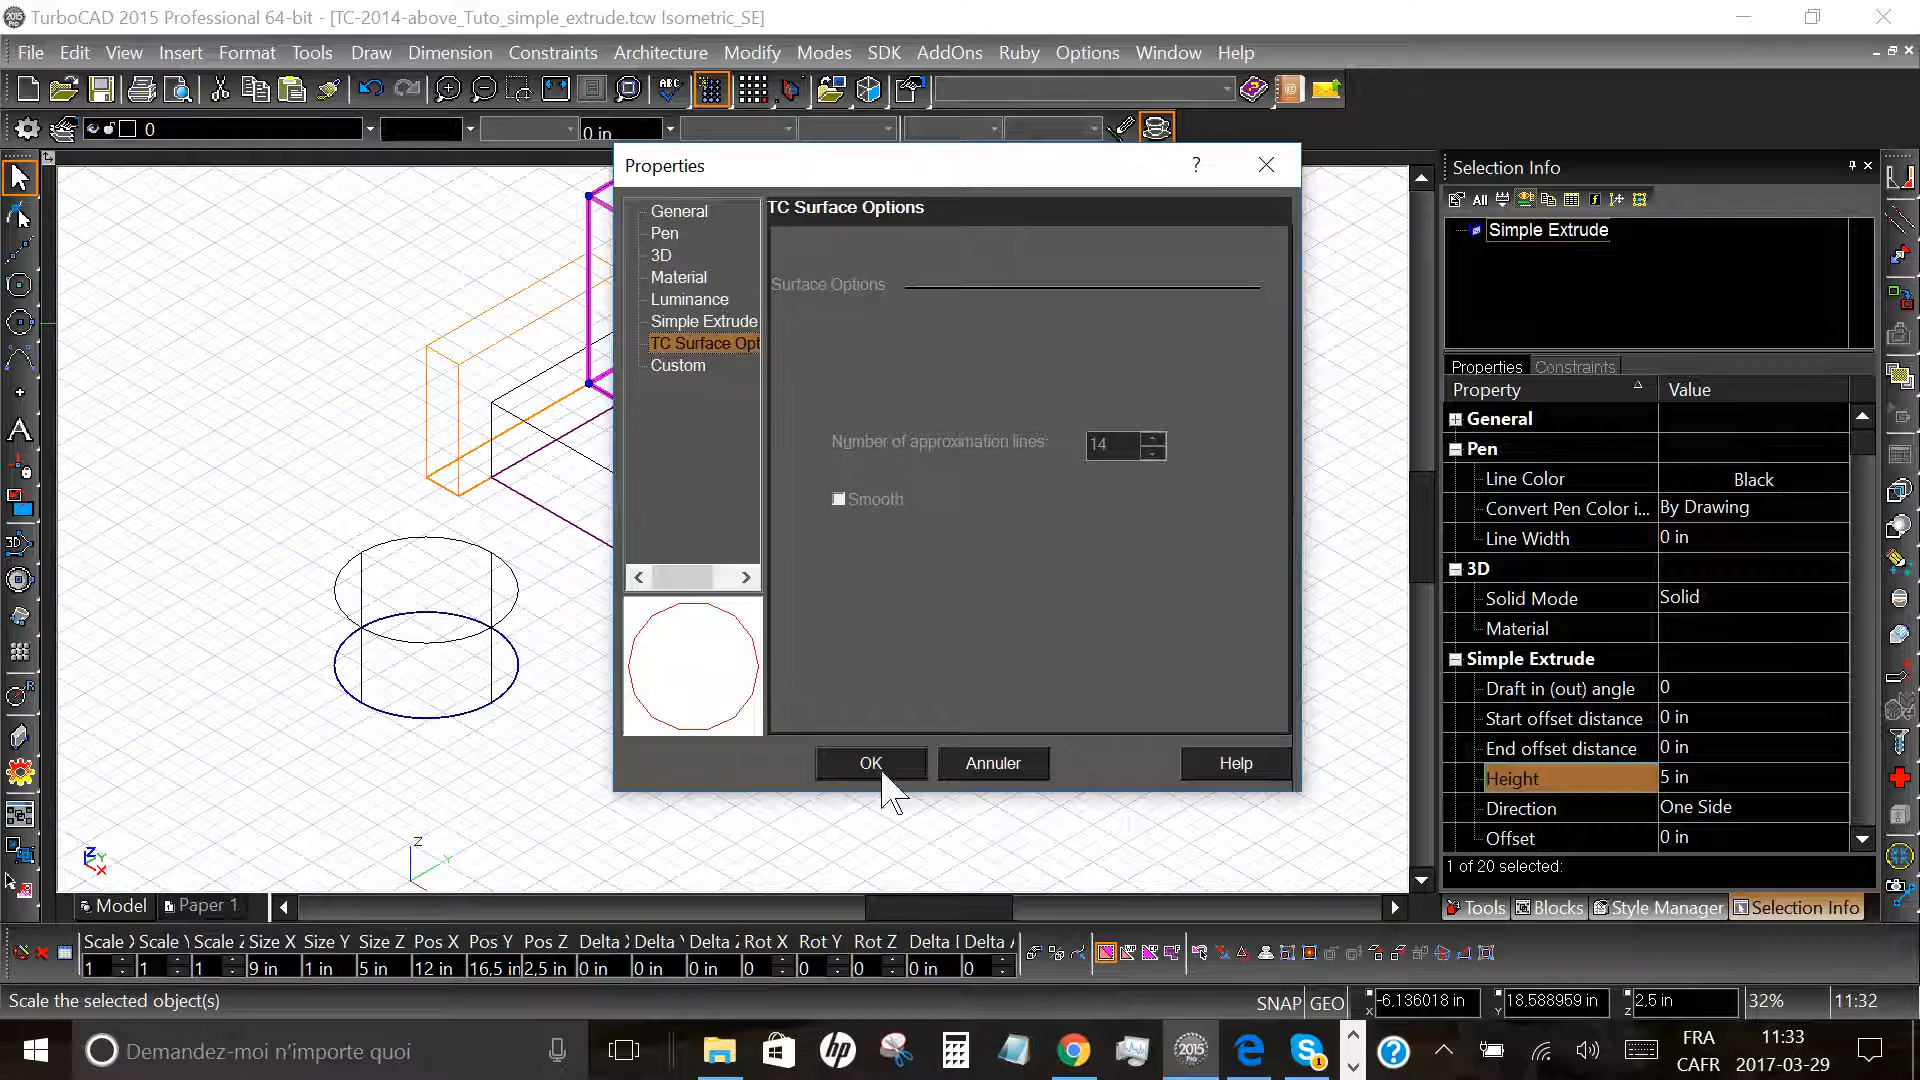 TurboCAD 2015 Professional 64-bit - [TC-2014-above_Tuto_simple_extrude.tcw Isometric_SE]
File Edit View Insert Format Tools Draw Dimension Constraints Architecture Modify Modes SDK AddOns Ruby Options Window Help
0
0 in
Properties
?
General
Pen
3D
Material
Luminance
Simple Extrude
TC Surface Opt
Custom
TC Surface Options
Surface Options
Number of approximation lines:
14
Smooth
OK
Annuler
Help
Selection Info
All
Simple Extrude
Properties Constraints
Property Value
General
Pen
Line Color Black
Convert Pen Color i... By Drawing
Line Width 0 in
3D
Solid Mode Solid
Material
Simple Extrude
Draft in (out) angle 0
Start offset distance 0 in
End offset distance 0 in
Height 5 in
Direction One Side
Offset 0 in
1 of 20 selected:
Tools Blocks Style Manager Selection Info
Z
Y
X
Z
Y
Model Paper 1
Scale X Scale Y Scale Z Size X Size Y Size Z Pos X Pos Y Pos Z Delta X Delta Y Delta Z Rot X Rot Y Rot Z Delta L Delta A
1 1 1 9 in 1 in 5 in 12 in 16,5 in 2,5 in 0 in 0 in 0 in 0 0 0 0 in 0
Scale the selected object(s)
SNAP GEO -6,136018 in 18,588959 in 2,5 in 32% 11:32
Demandez-moi n'importe quoi
FRA
CAFR
11:33
2017-03-29